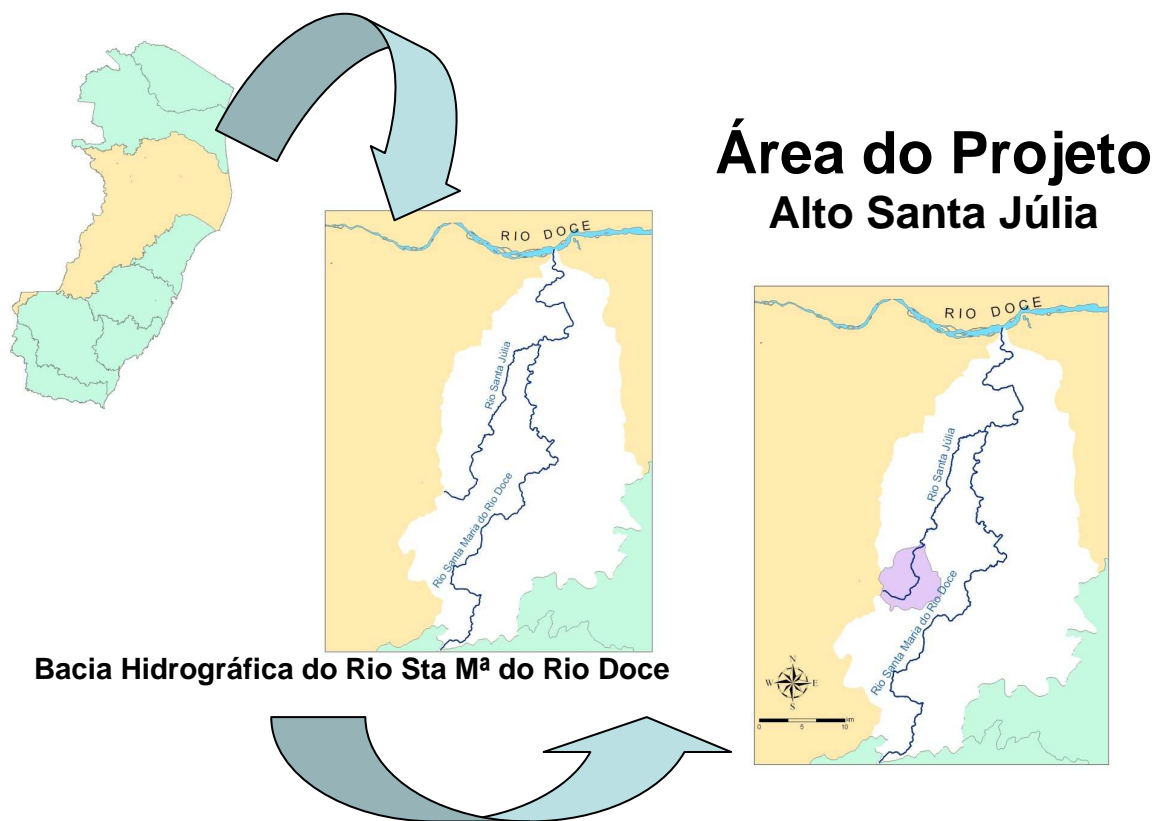 Área do Projeto
Alto Santa Júlia
RIO DOCE
Rio Santa Júlia
Rio Santa Maria do Rio Doce
Bacia Hidrográfica do Rio Sta Mª do Rio Doce
RIO DOCE
Rio Santa Júlia
Rio Santa Maria do Rio Doce
N
W E
S
0 5 10 km